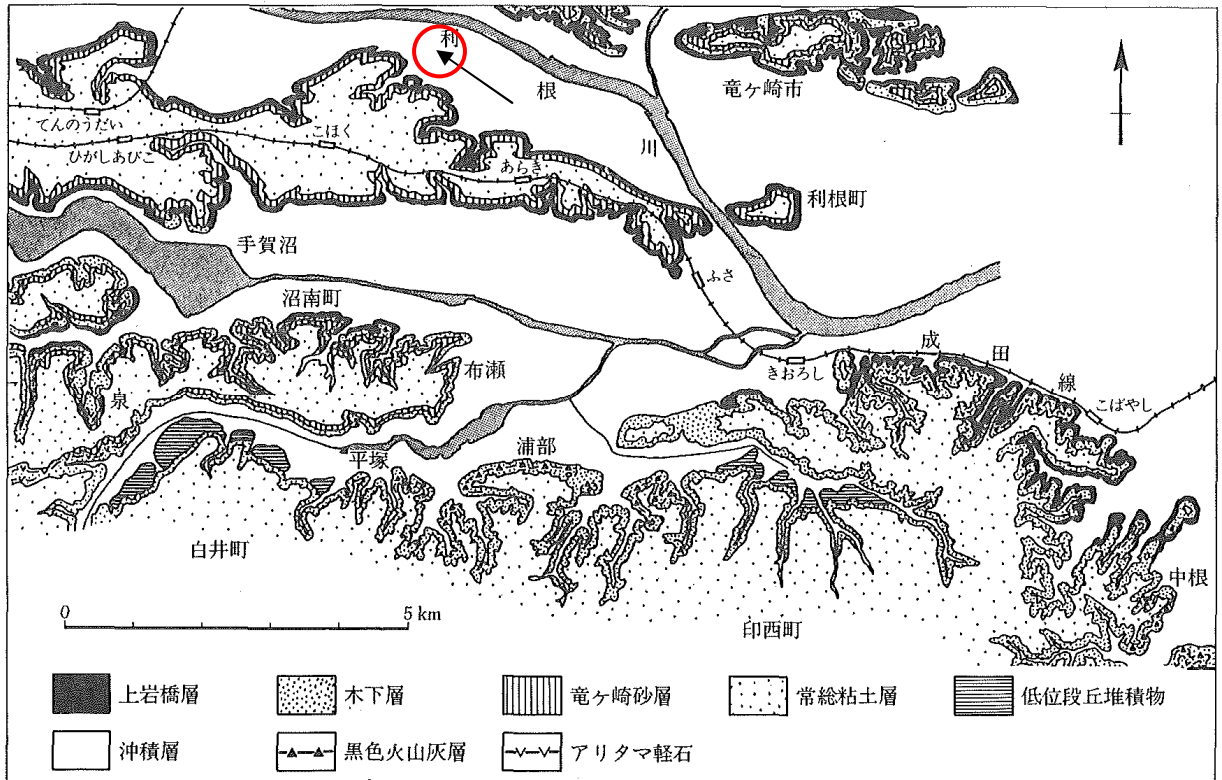 利
根
川
竜ヶ崎市
てんのうだい
こほく
ひがしあびこ
あらき
利根町
手賀沼
ふさ
沼南町
成
田
線
布瀬
きおろし
こばやし
泉
平塚
浦部
白井町
中根
印西町
0
5 km
上岩橋層
木下層
竜ヶ崎砂層
常総粘土層
低位段丘堆積物
沖積層
黒色火山灰層
アリタマ軽石